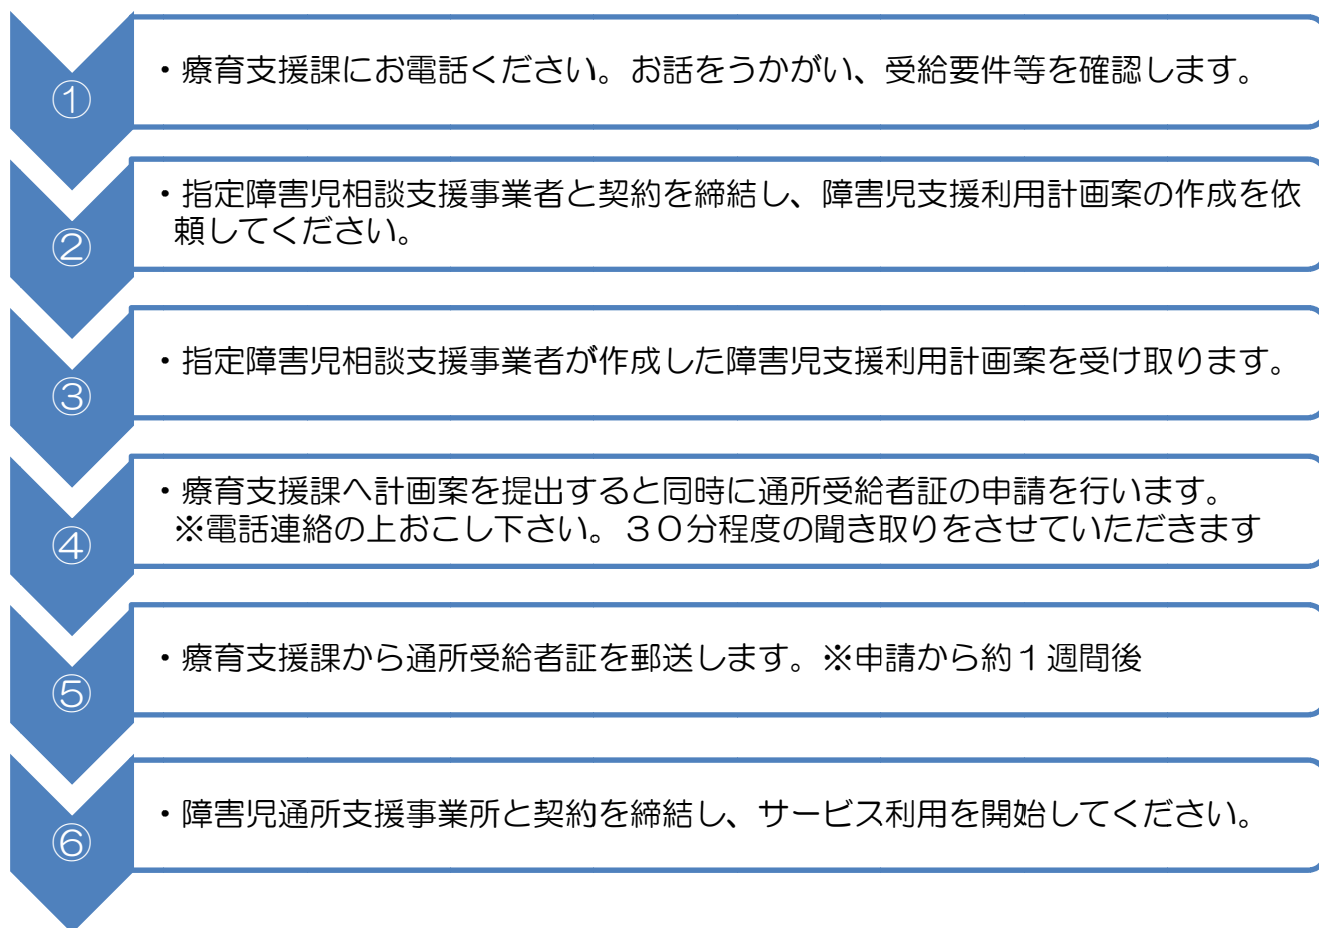 ①
・療育支援課にお電話ください。お話をうかがい、受給要件等を確認します。
②
・指定障害児相談支援事業者と契約を締結し、障害児支援利用計画案の作成を依
頼してください。
③
・指定障害児相談支援事業者が作成した障害児支援利用計画案を受け取ります。
④
・療育支援課へ計画案を提出すると同時に通所受給者証の申請を行います。
※電話連絡の上おこし下さい。３０分程度の聞き取りをさせていただきます
⑤
・療育支援課から通所受給者証を郵送します。※申請から約１週間後
⑥
・障害児通所支援事業所と契約を締結し、サービス利用を開始してください。